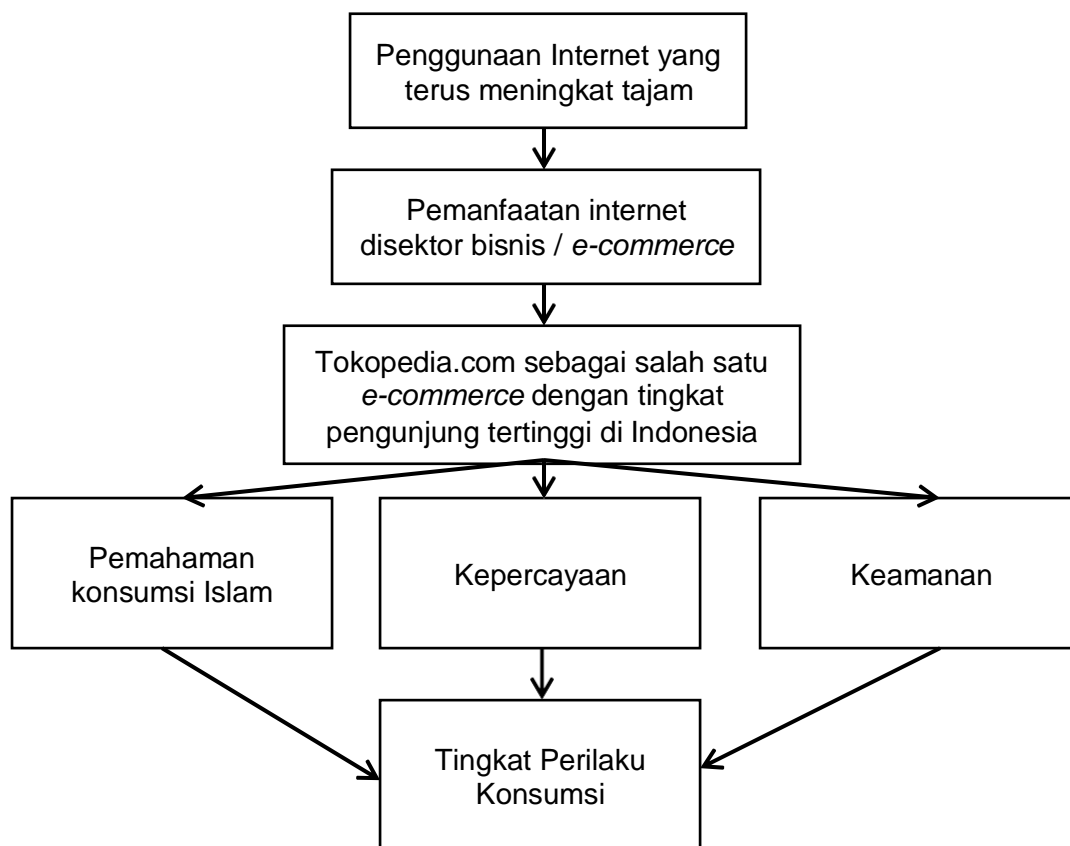 Penggunaan Internet yang
terus meningkat tajam
Pemanfaatan internet
disektor bisnis / e-commerce
Tokopedia.com sebagai salah satu
e-commerce dengan tingkat
pengunjung tertinggi di Indonesia
Pemahaman
konsumsi Islam
Kepercayaan
Keamanan
Tingkat Perilaku
Konsumsi